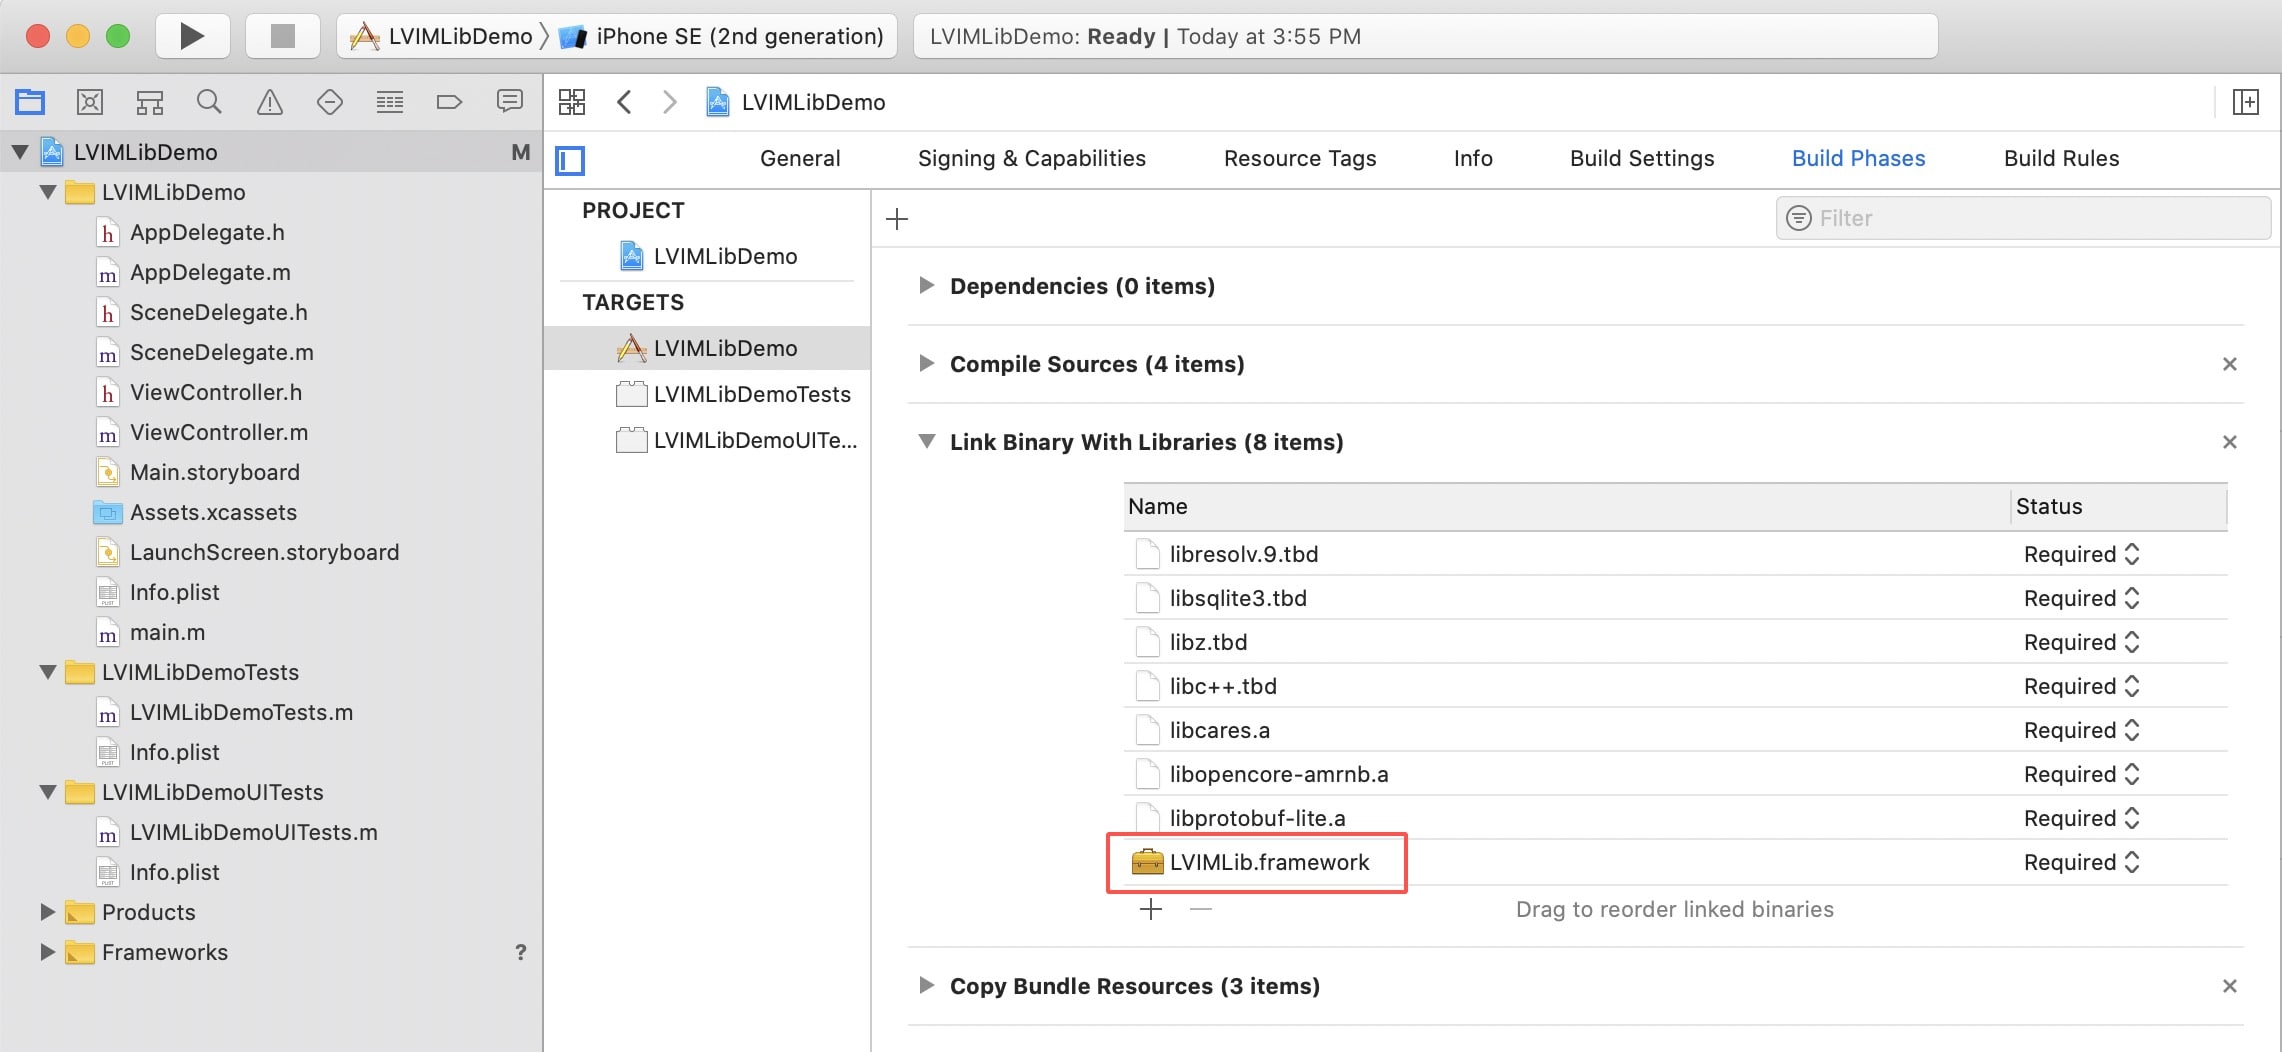 LVIMLibDemo iPhone SE (2nd generation) LVIMLibDemo: Ready | Today at 3:55 PM
LVIMLibDemo
LVIMLibDemo M
LVIMLibDemo
AppDelegate.h
AppDelegate.m
SceneDelegate.h
SceneDelegate.m
ViewController.h
ViewController.m
Main.storyboard
Assets.xcassets
LaunchScreen.storyboard
Info.plist
main.m
LVIMLibDemoTests
LVIMLibDemoTests.m
Info.plist
LVIMLibDemoUITests
LVIMLibDemoUITests.m
Info.plist
Products
Frameworks ?
General Signing & Capabilities Resource Tags Info Build Settings Build Phases Build Rules
PROJECT
LVIMLibDemo
TARGETS
LVIMLibDemo
LVIMLibDemoTests
LVIMLibDemoUITe...
Filter
Dependencies (0 items)
Compile Sources (4 items)
Link Binary With Libraries (8 items)
Name Status
libresolv.9.tbd Required
libsqlite3.tbd Required
libz.tbd Required
libc++.tbd Required
libcares.a Required
libopencore-amrnb.a Required
libprotobuf-lite.a Required
LVIMLib.framework Required
Drag to reorder linked binaries
Copy Bundle Resources (3 items)